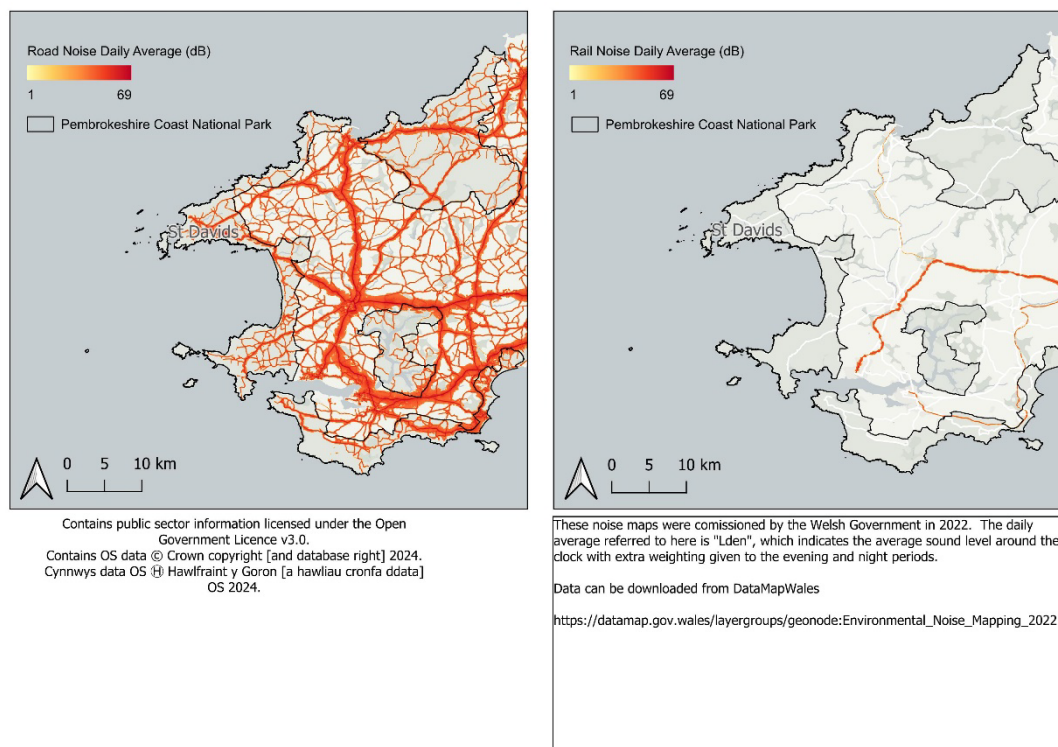 Road Noise Daily Average (dB)
1 69
Pembrokeshire Coast National Park
St Davids
0 5 10 km
Contains public sector information licensed under the Open
Government Licence v3.0.
Contains OS data © Crown copyright [and database right] 2024.
Cynnwys data OS Ⓗ Hawlfraint y Goron [a hawliau cronfa ddata]
OS 2024.
Rail Noise Daily Average (dB)
1 69
Pembrokeshire Coast National Park
St Davids
0 5 10 km
These noise maps were comissioned by the Welsh Government in 2022. The daily
average referred to here is "Lden", which indicates the average sound level around the
clock with extra weighting given to the evening and night periods.
Data can be downloaded from DataMapWales
https://datamap.gov.wales/layergroups/geonode:Environmental_Noise_Mapping_2022